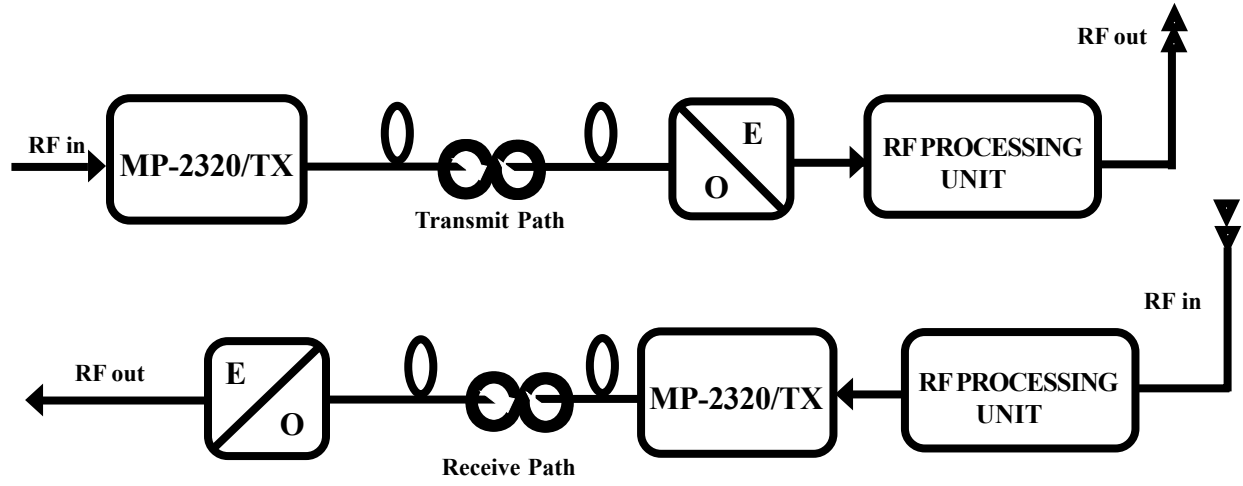 RF out
RF in
MP-2320/TX
E
O
RF PROCESSING
UNIT
Transmit Path
RF in
RF out
E
O
MP-2320/TX
RF PROCESSING
UNIT
Receive Path